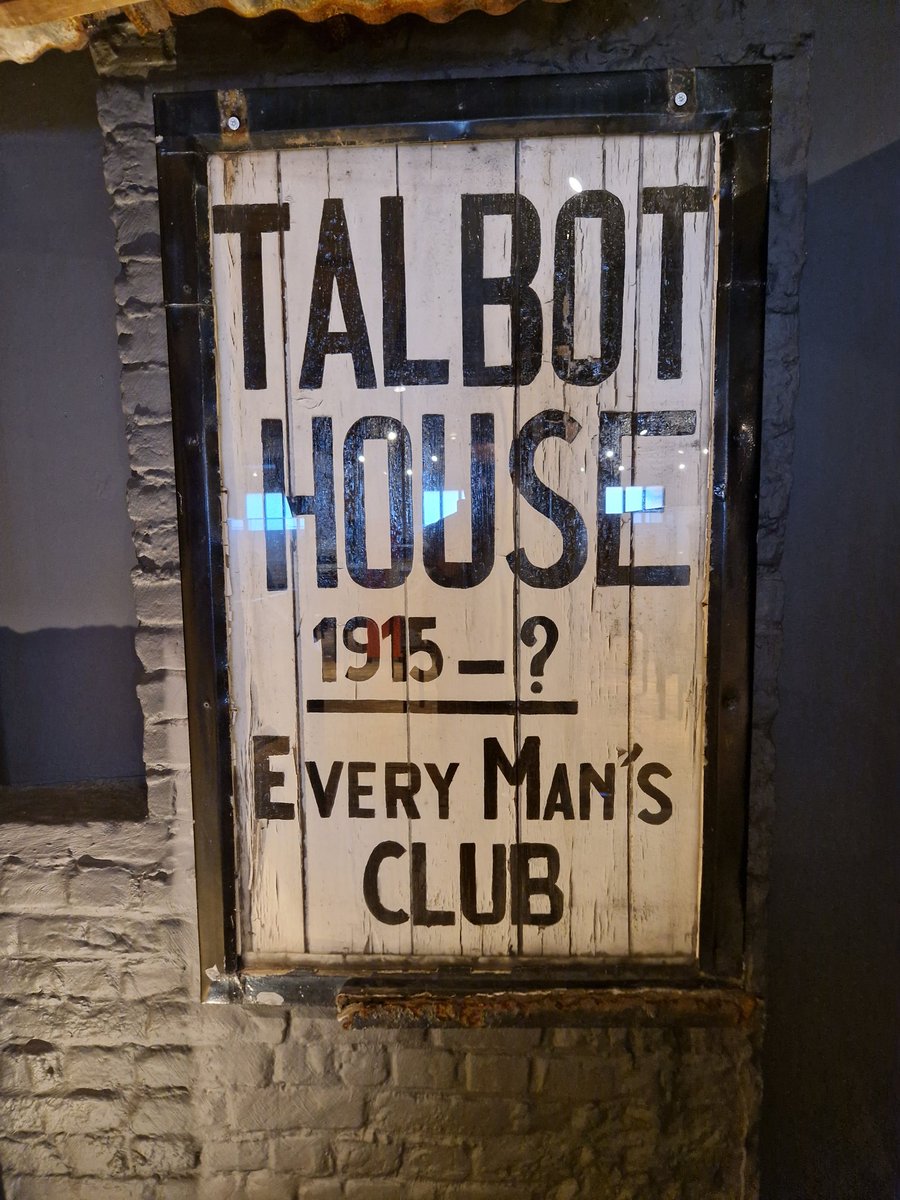 TALBOT
HOUSE
1915-?
EVERY MAN'S
CLUB